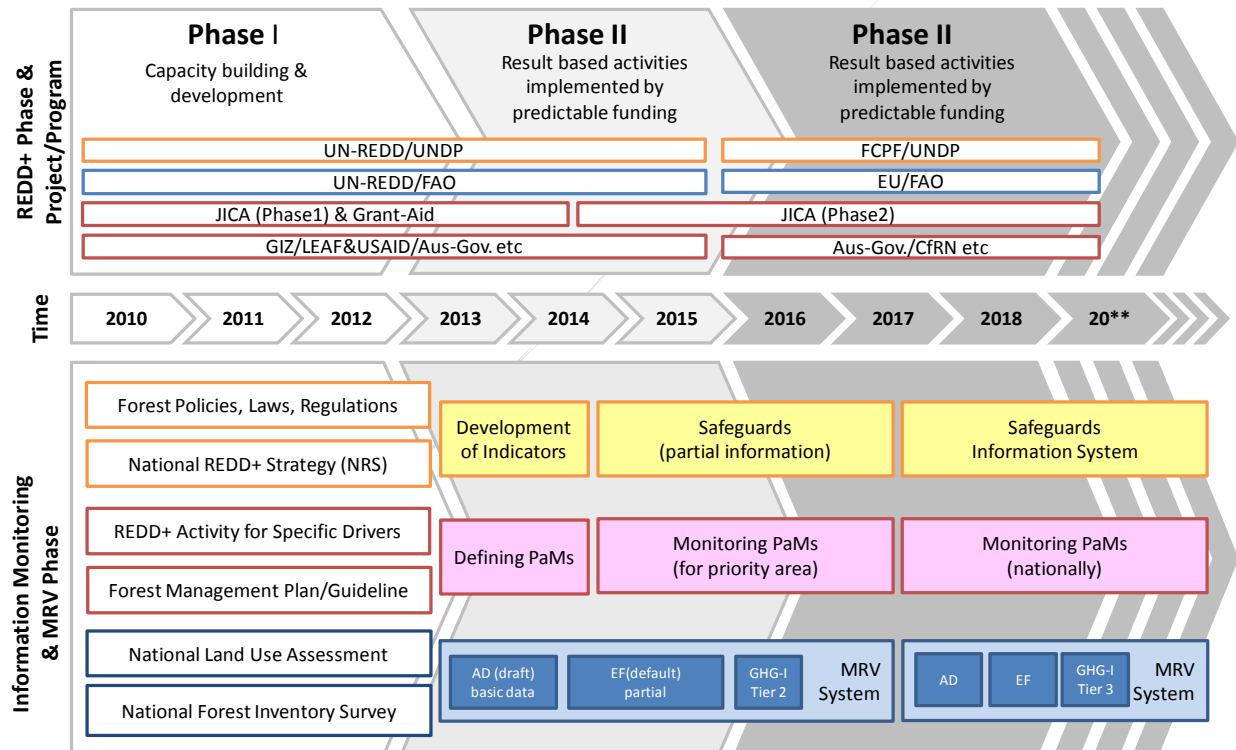 REDD+ Phase &
Project/Program
Phase I
Capacity building &
development
Phase II
Result based activities
implemented by
predictable funding
Phase II
Result based activities
implemented by
predictable funding
UN-REDD/UNDP
FCPF/UNDP
UN-REDD/FAO
EU/FAO
JICA (Phase1) & Grant-Aid
JICA (Phase2)
GIZ/LEAF&USAID/Aus-Gov. etc
Aus-Gov./CfRN etc
Time
2010
2011
2012
2013
2014
2015
2016
2017
2018
20**
Information Monitoring
& MRV Phase
Forest Policies, Laws, Regulations
National REDD+ Strategy (NRS)
Development
of Indicators
Safeguards
(partial information)
Safeguards
Information System
REDD+ Activity for Specific Drivers
Forest Management Plan/Guideline
Defining PaMs
Monitoring PaMs
(for priority area)
Monitoring PaMs
(nationally)
National Land Use Assessment
National Forest Inventory Survey
AD (draft)
basic data
EF(default)
partial
GHG-I
Tier 2
MRV
System
AD
EF
GHG-I
Tier 3
MRV
System